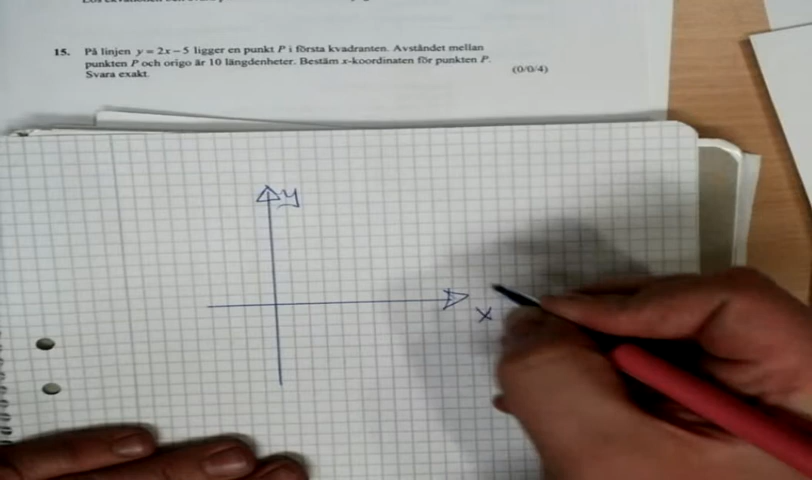 15. På linjen y = 2x – 5 ligger en punkt P i första kvadranten. Avståndet mellan
punkten P och origo är 10 längdenheter. Bestäm x-koordinaten för punkten P.
Svara exakt. (0/0/4)
y
x